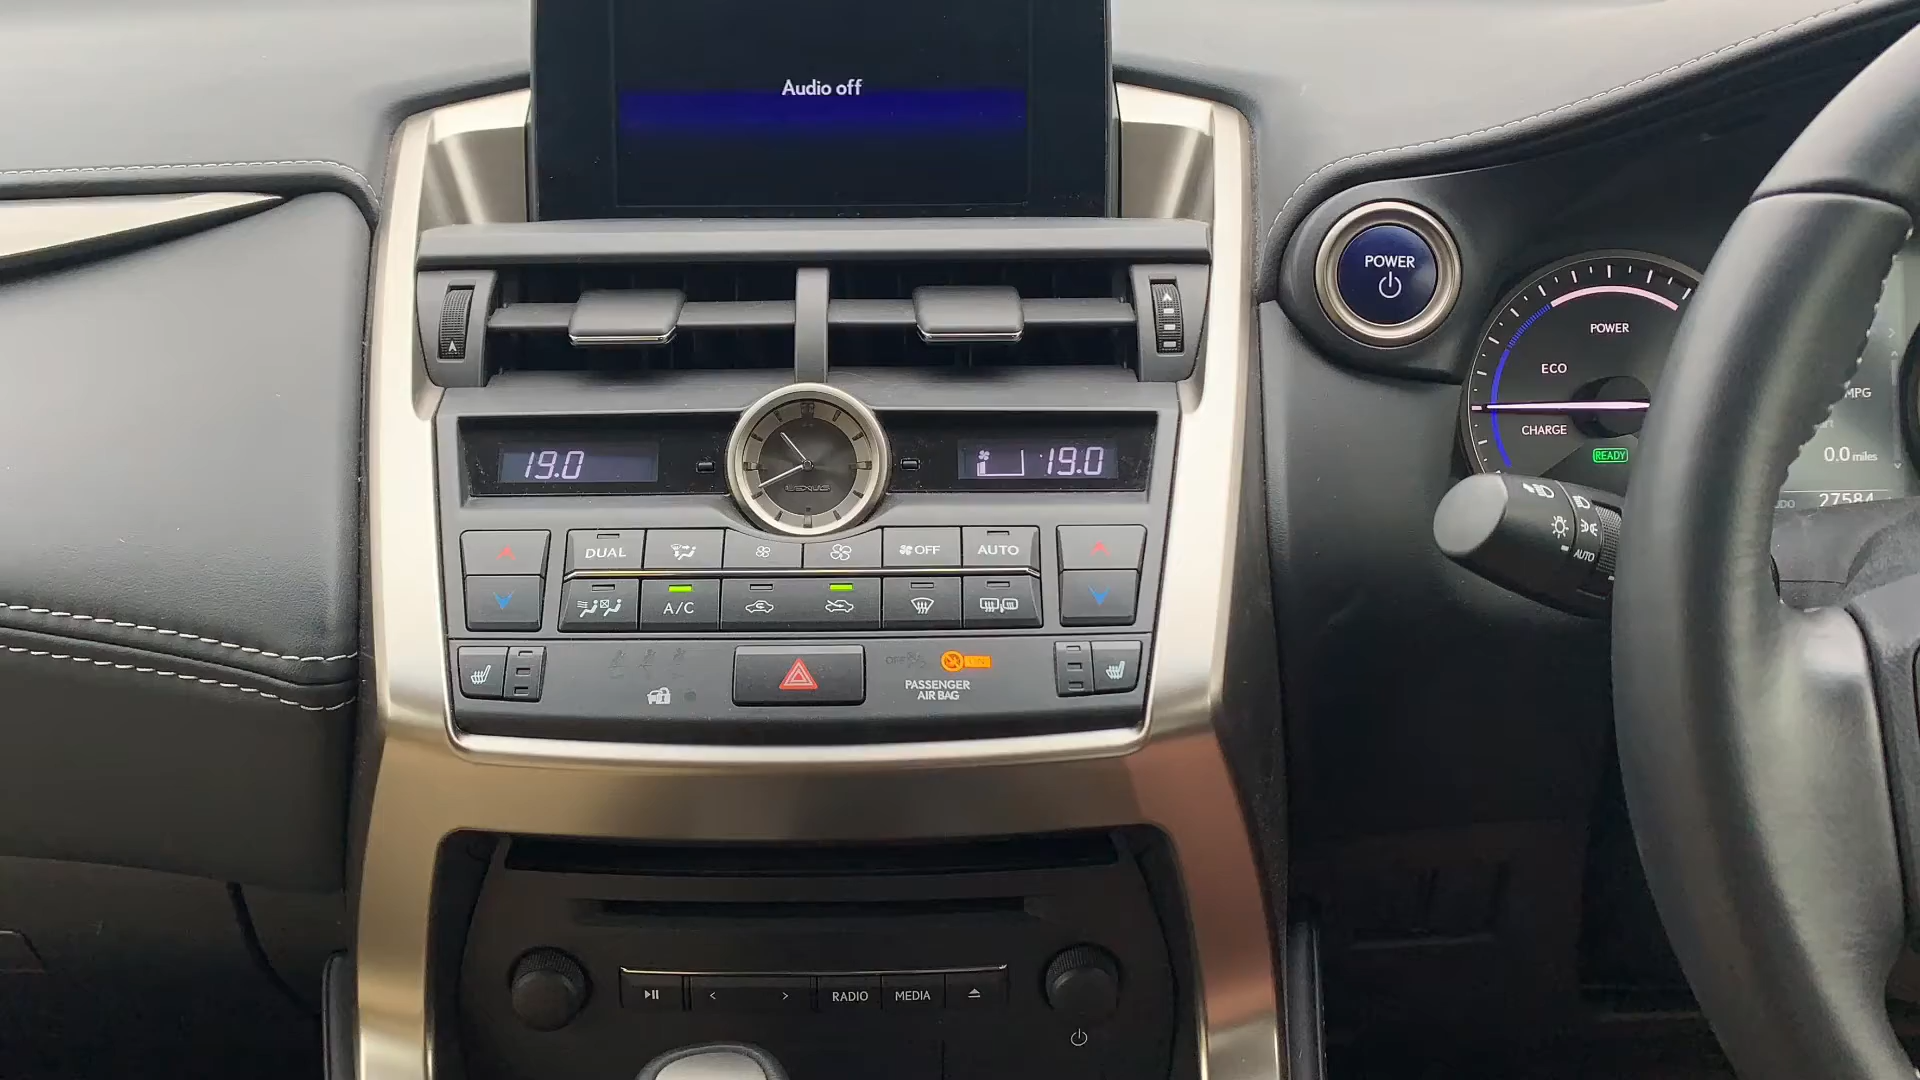 Audio off
POWER
POWER
ECO
CHARGE
READY
MPG
0.0 miles
27584
19.0
LEXUS
19.0
DUAL
OFF
AUTO
A/C
AUTO
OFF
ON
PASSENGER
AIR BAG
RADIO
MEDIA